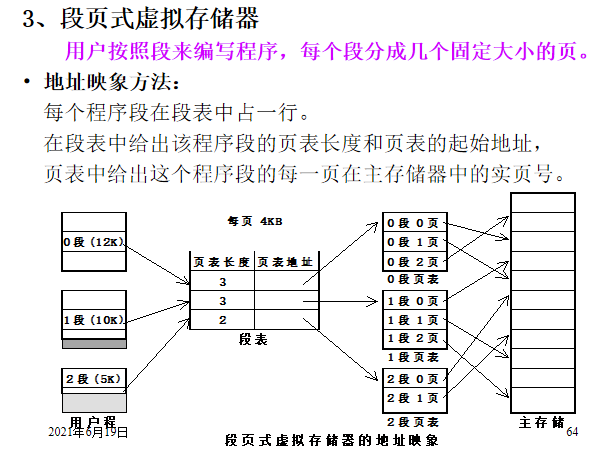 3、段页式虚拟存储器
用户按照段来编写程序，每个段分成几个固定大小的页。
• 地址映象方法：
每个程序段在段表中占一行。
在段表中给出该程序段的页表长度和页表的起始地址，
页表中给出这个程序段的每一页在主存储器中的实页号。
每页 4KB
0段(12K)
1段(10K)
2段(5K)
用户程
页表长度 页表地址
3
3
2
段表
0段0页
0段1页
0段2页
0段页表
1段0页
1段1页
1段2页
1段页表
2段0页
2段1页
2段页表
主存储
段页式虚拟存储器的地址映象
2021年6月19日
64